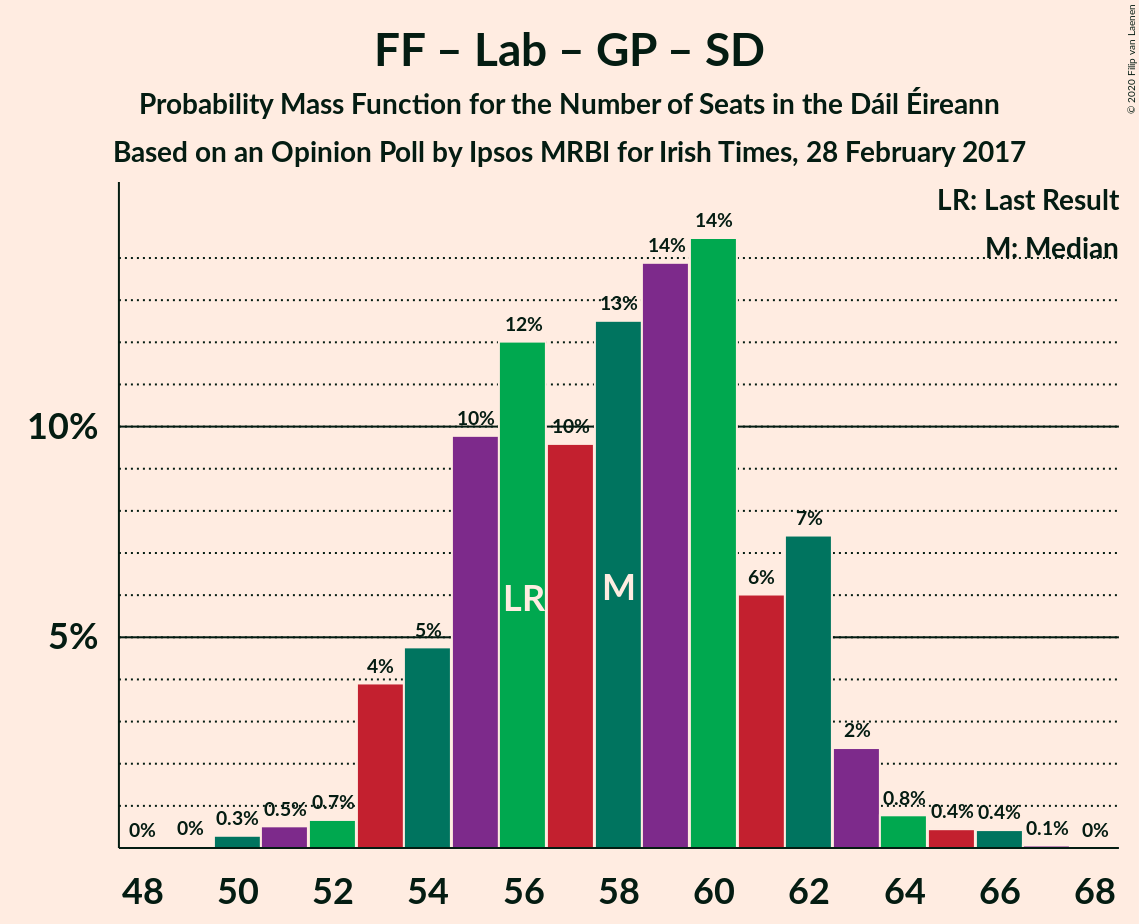 FF – Lab – GP – SD
Probability Mass Function for the Number of Seats in the Dáil Éireann
Based on an Opinion Poll by Ipsos MRBI for Irish Times, 28 February 2017
© 2020 Filip van Laenen
LR: Last Result
M: Median
10%
5%
0%
0%
0.3%
0.5%
0.7%
4%
5%
10%
12%
10%
13%
14%
14%
6%
7%
2%
0.8%
0.4%
0.4%
0.1%
0%
LR
M
48 50 52 54 56 58 60 62 64 66 68